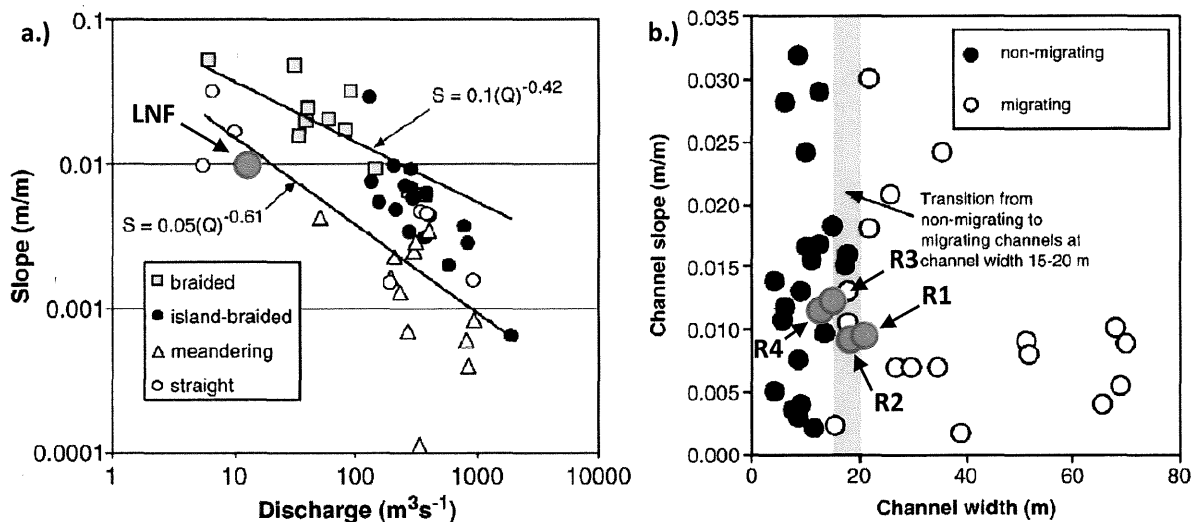 a.)
0.1
0.01
0.001
0.0001
Slope (m/m)
LNF
S = 0.1(Q)^-0.42
S = 0.05(Q)^-0.61
braided
island-braided
meandering
straight
1
10
100
1000
10000
Discharge (m³s⁻¹)
b.)
0.035
0.030
0.025
0.020
0.015
0.010
0.005
0.000
Channel slope (m/m)
non-migrating
migrating
Transition from
non-migrating to
migrating channels at
channel width 15-20 m
R3
R1
R4
R2
0
20
40
60
80
Channel width (m)